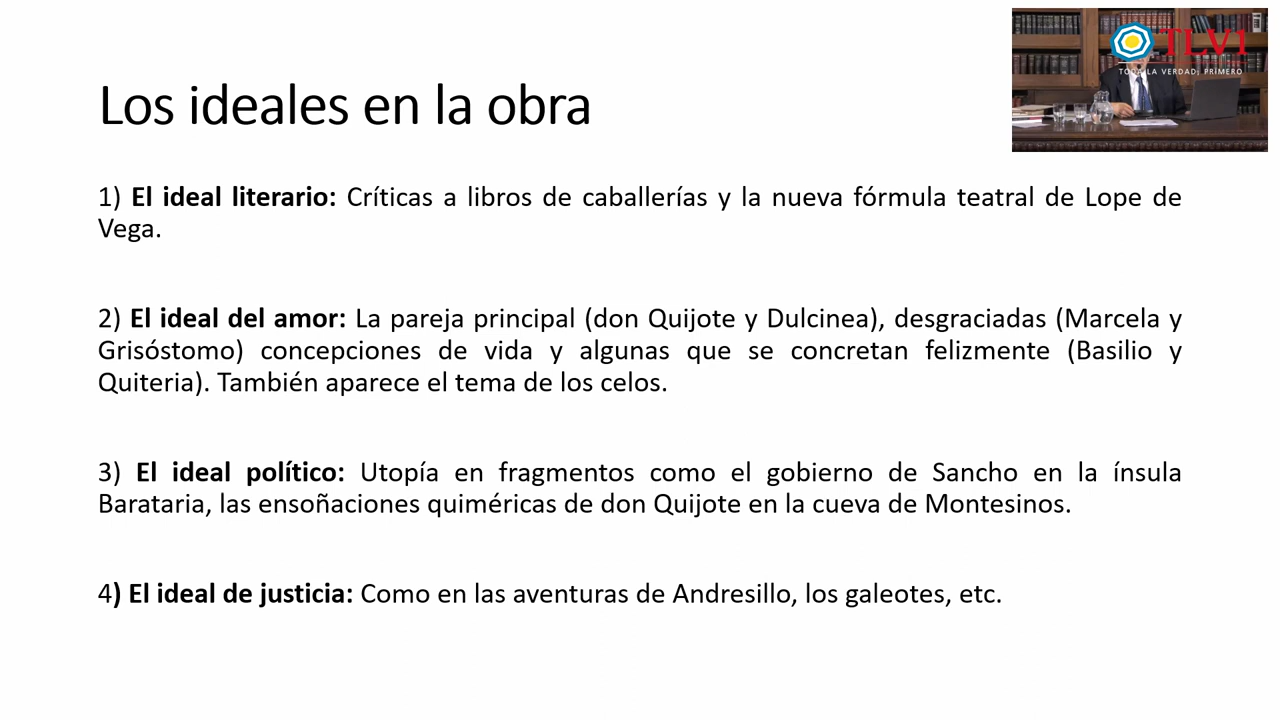 TLV1
TODA LA VERDAD, PRIMERO
Los ideales en la obra
1) El ideal literario: Críticas a libros de caballerías y la nueva fórmula teatral de Lope de
Vega.
2) El ideal del amor: La pareja principal (don Quijote y Dulcinea), desgraciadas (Marcela y
Grisóstomo) concepciones de vida y algunas que se concretan felizmente (Basilio y
Quiteria). También aparece el tema de los celos.
3) El ideal político: Utopía en fragmentos como el gobierno de Sancho en la ínsula
Barataria, las ensoñaciones quiméricas de don Quijote en la cueva de Montesinos.
4) El ideal de justicia: Como en las aventuras de Andresillo, los galeotes, etc.